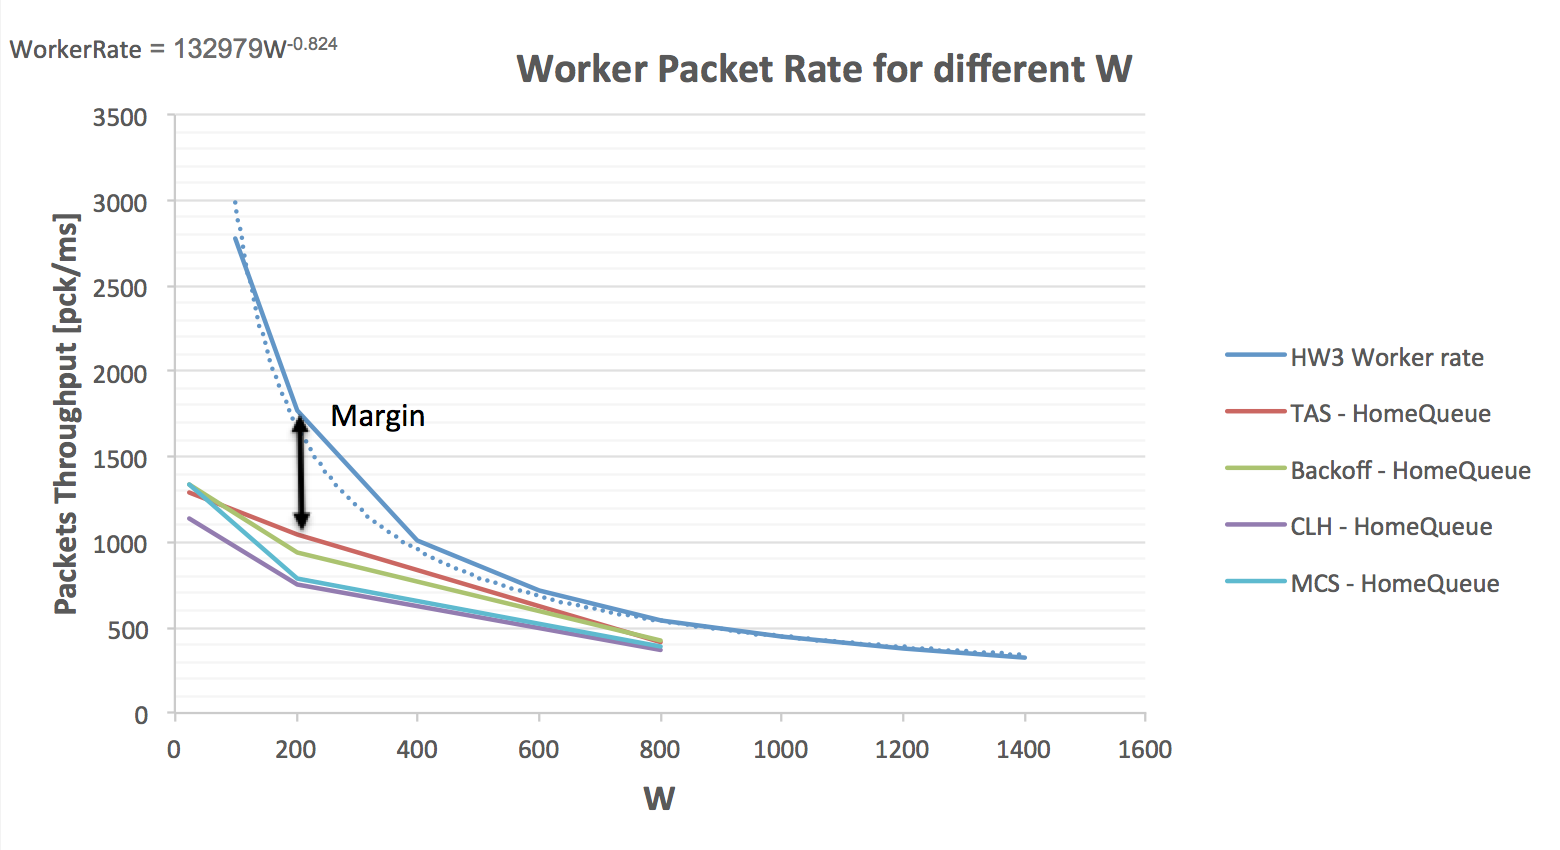 WorkerRate = 132979W^-0.824
Worker Packet Rate for different W
Packets Throughput [pck/ms]
3500
3000
2500
2000
1500
1000
500
0
Margin
0 200 400 600 800 1000 1200 1400 1600
W
HW3 Worker rate
TAS - HomeQueue
Backoff - HomeQueue
CLH - HomeQueue
MCS - HomeQueue